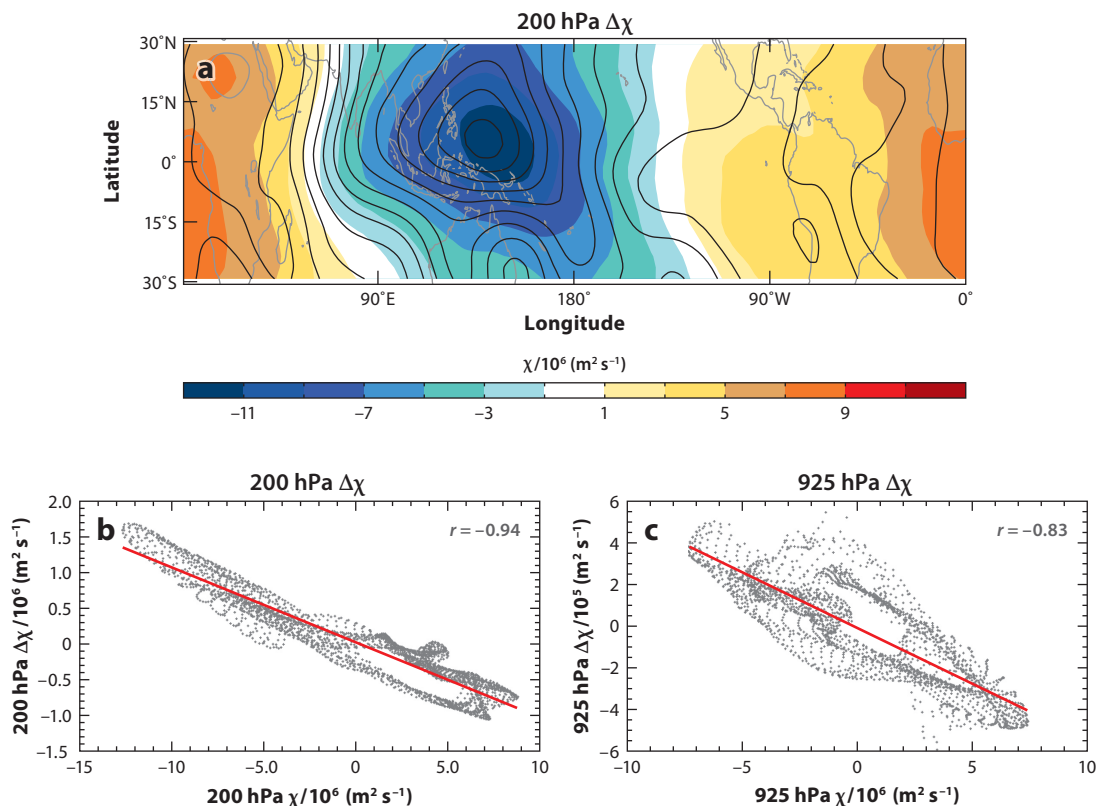 200 hPa Δχ
a
Latitude
30°N
15°N
0°
15°S
30°S
90°E
180°
90°W
0°
Longitude
χ/10⁶ (m² s⁻¹)
−11
−7
−3
1
5
9
200 hPa Δχ
b
r = −0.94
200 hPa Δχ/10⁶ (m² s⁻¹)
2.0
1.5
1.0
0.5
0
−0.5
−1.0
−1.5
−15
−10
−5.0
0
5.0
10
200 hPa χ/10⁶ (m² s⁻¹)
925 hPa Δχ
c
r = −0.83
925 hPa Δχ/10⁵ (m² s⁻¹)
6
4
2
0
−2
−4
−6
−10
−5
0
5
10
925 hPa χ/10⁶ (m² s⁻¹)